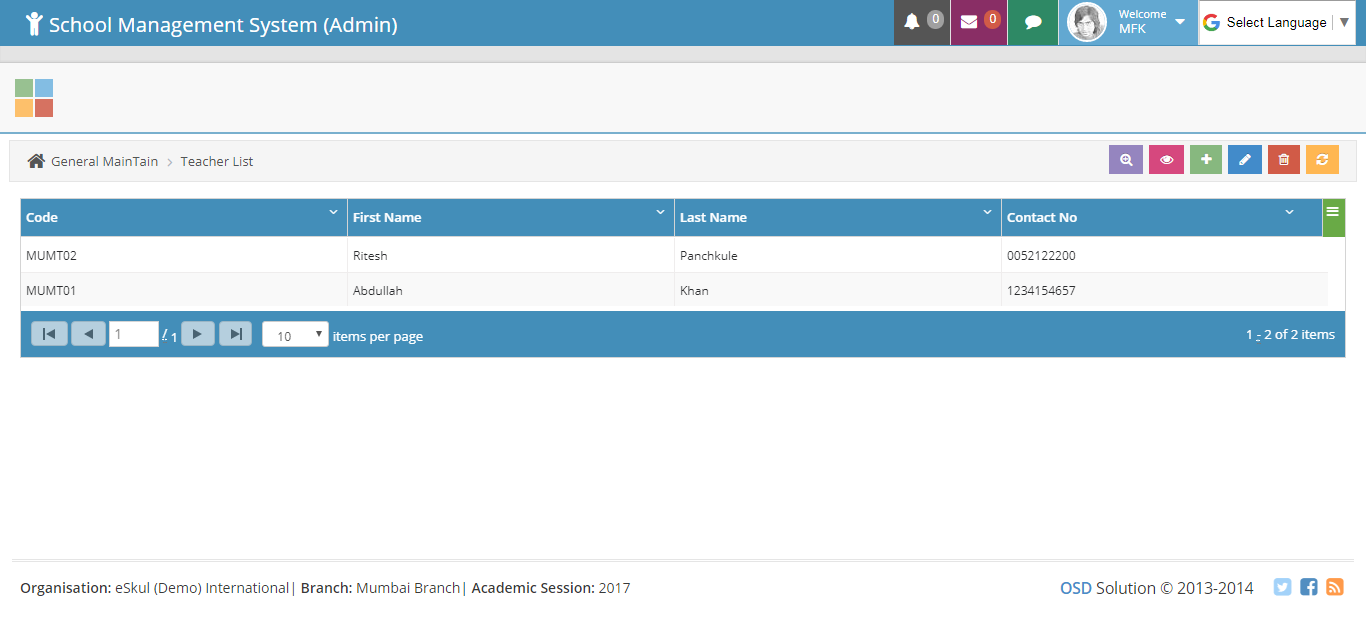 School Management System (Admin)
0
0
Welcome
MFK
Select Language ▼
General MainTain > Teacher List
Code First Name Last Name Contact No
MUMT02 Ritesh Panchkule 0052122200
MUMT01 Abdullah Khan 1234154657
1 / 1 10 items per page 1 - 2 of 2 items
Organisation: eSkul (Demo) International| Branch: Mumbai Branch| Academic Session: 2017
OSD Solution © 2013-2014